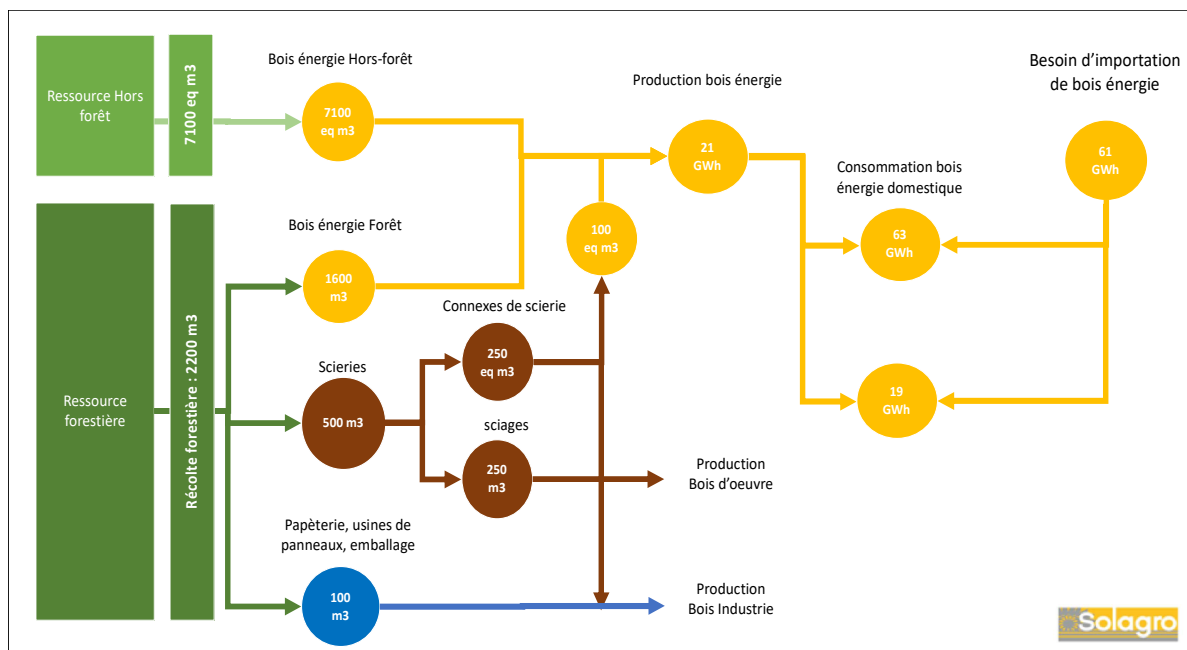 Ressource Hors
forêt
7100 eq m3
Bois énergie Hors-forêt
7100
eq m3
Production bois énergie
21
GWh
Besoin d'importation
de bois énergie
61
GWh
Consommation bois
énergie domestique
63
GWh
19
GWh
Ressource
forestière
Récolte forestière : 2200 m3
Bois énergie Forêt
1600
m3
100
eq m3
Connexes de scierie
250
eq m3
Scieries
500 m3
sciages
250
m3
Production
Bois d'oeuvre
Papèterie, usines de
panneaux, emballage
100
m3
Production
Bois Industrie
Solagro